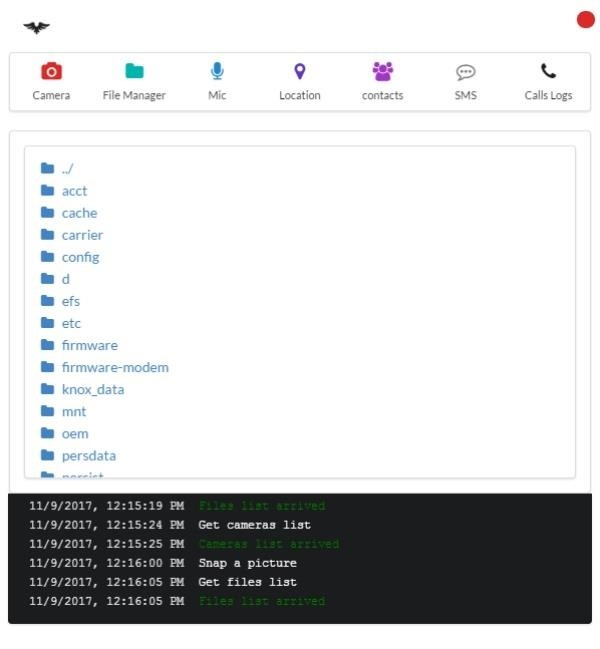 Camera File Manager Mic Location contacts SMS Calls Logs
../
acct
cache
carrier
config
d
efs
etc
firmware
firmware-modem
knox_data
mnt
oem
persdata
persist
11/9/2017, 12:15:19 PM Files list arrived
11/9/2017, 12:15:24 PM Get cameras list
11/9/2017, 12:15:25 PM Cameras list arrived
11/9/2017, 12:16:00 PM Snap a picture
11/9/2017, 12:16:05 PM Get files list
11/9/2017, 12:16:05 PM Files list arrived